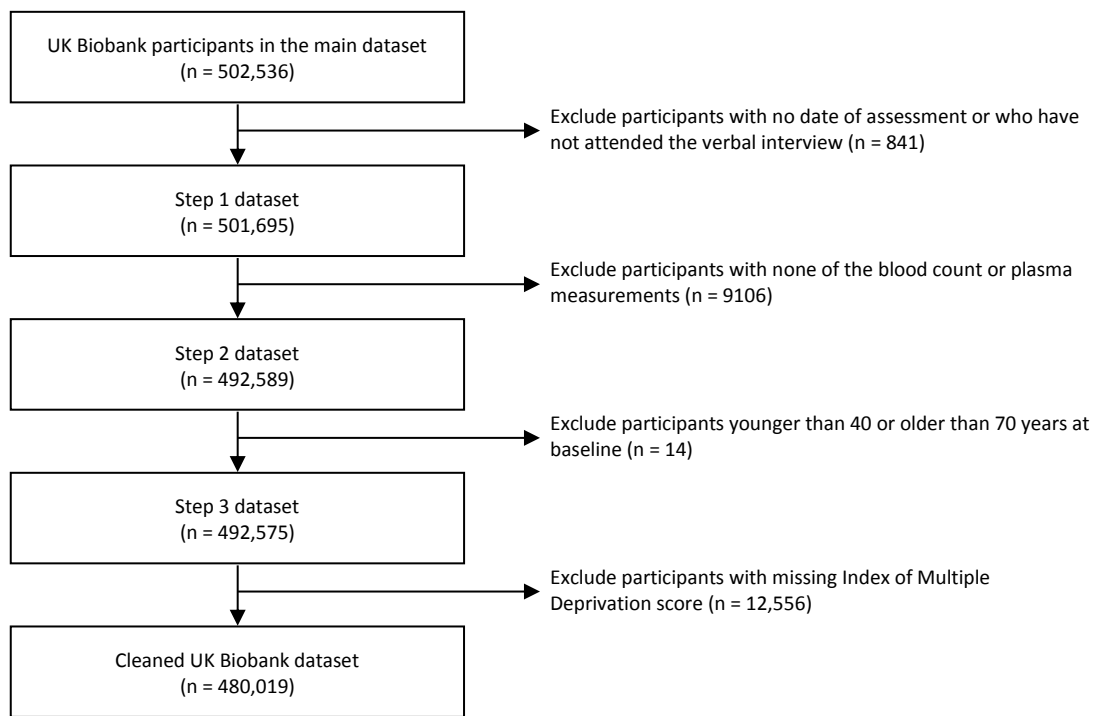 UK Biobank participants in the main dataset
(n = 502,536)
Exclude participants with no date of assessment or who have
not attended the verbal interview (n = 841)
Step 1 dataset
(n = 501,695)
Exclude participants with none of the blood count or plasma
measurements (n = 9106)
Step 2 dataset
(n = 492,589)
Exclude participants younger than 40 or older than 70 years at
baseline (n = 14)
Step 3 dataset
(n = 492,575)
Exclude participants with missing Index of Multiple
Deprivation score (n = 12,556)
Cleaned UK Biobank dataset
(n = 480,019)